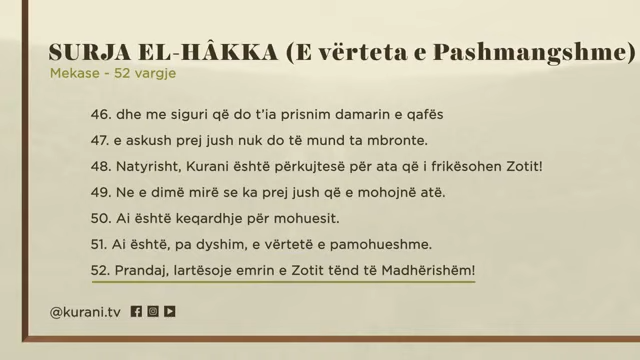 SURJA EL-HÂKKA (E vërteta e Pashmangshme)
Mekase - 52 vargje
46. dhe me siguri që do t'ia prisnim damarin e qafës
47. e askush prej jush nuk do të mund ta mbronte.
48. Natyrisht, Kurani është përkujtesë për ata që i frikësohen Zotit!
49. Ne e dimë mirë se ka prej jush që e mohojnë atë.
50. Ai është keqardhje për mohuesit.
51. Ai është, pa dyshim, e vërtetë e pamohueshme.
52. Prandaj, lartësoje emrin e Zotit tënd të Madhërishëm!
@kurani.tv